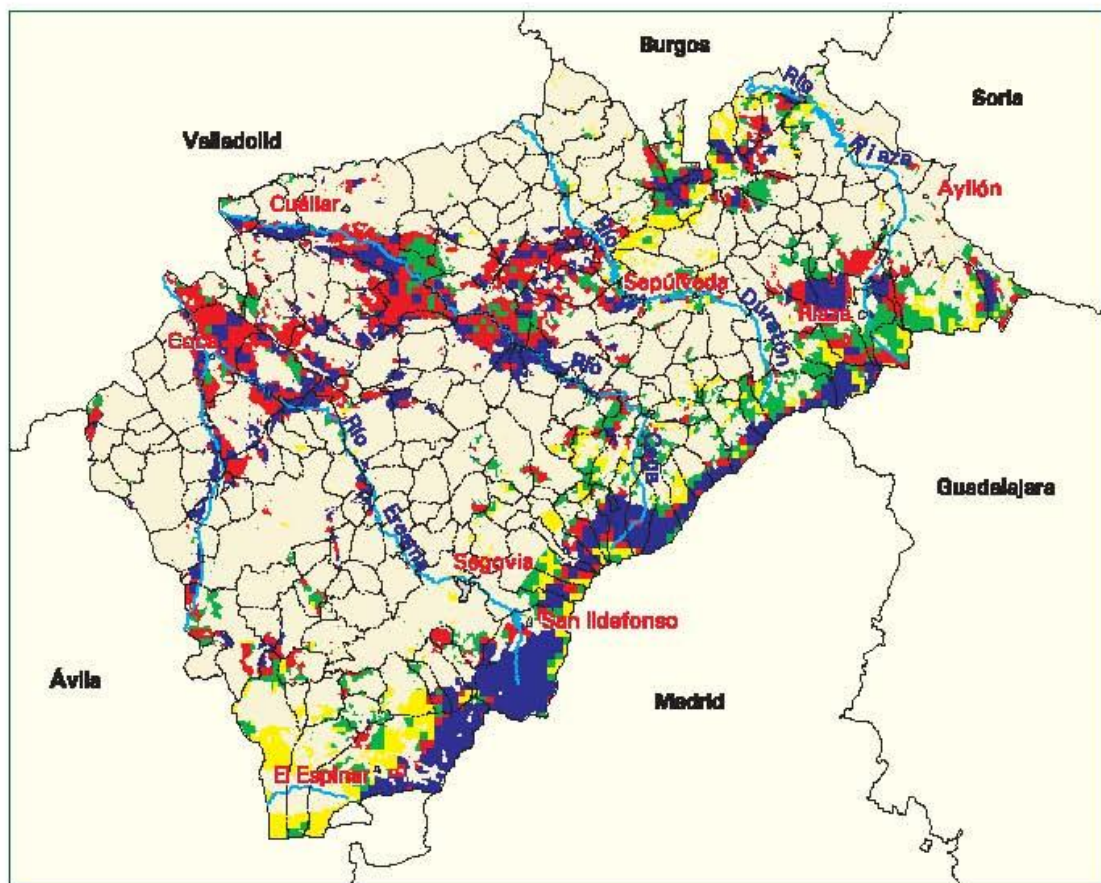 Burgos
Soria
Valladolid
Río
Riaza
Ayllón
Cuéllar
Río
Sepúlveda
Duratón
Riaza
Coca
Río
Cega
Río
Guadalajara
Eresma
Segovia
San Ildefonso
Ávila
Madrid
El Espinar